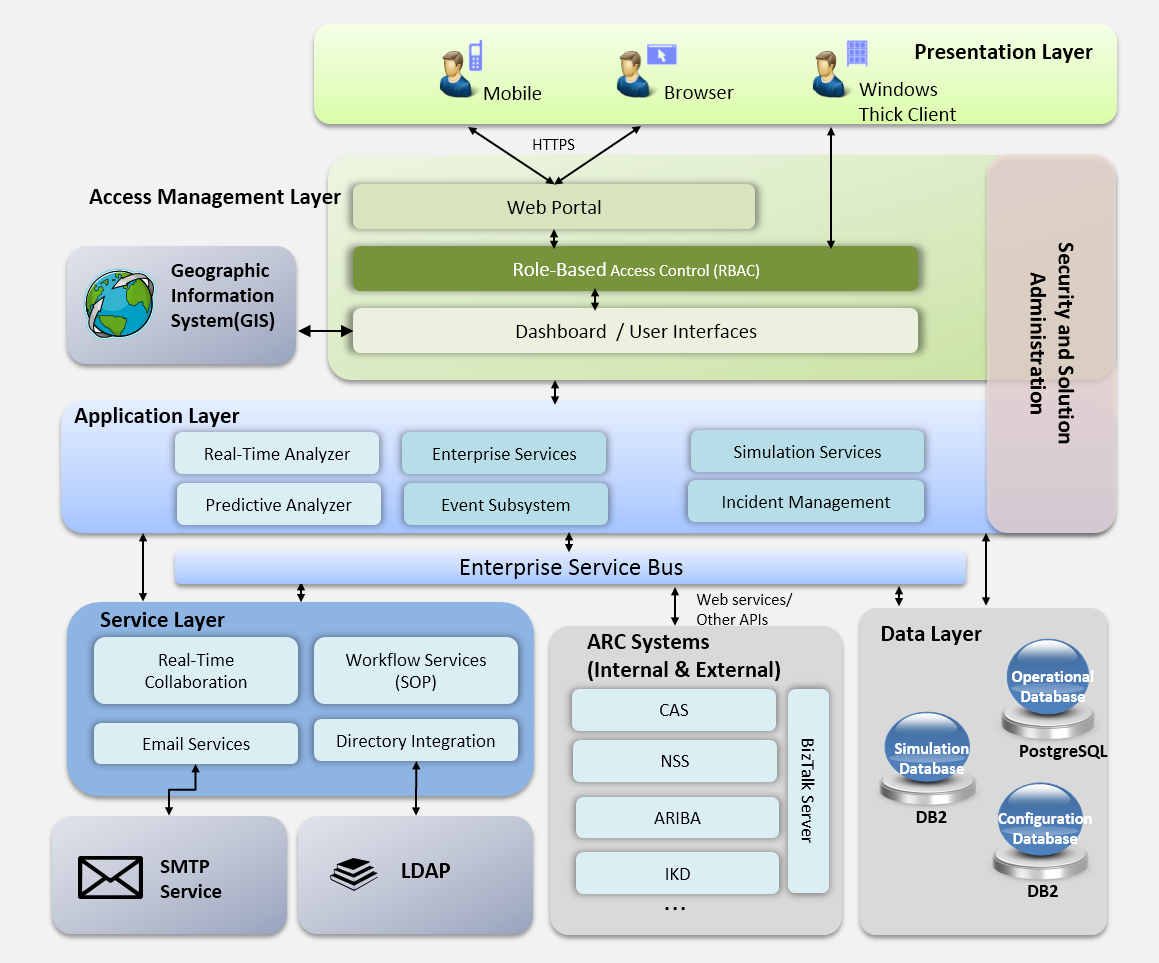 Presentation Layer
Mobile
Browser
Windows
Thick Client
HTTPS
Access Management Layer
Web Portal
Role-Based Access Control (RBAC)
Dashboard / User Interfaces
Geographic
Information
System(GIS)
Security and Solution
Administration
Application Layer
Real-Time Analyzer
Enterprise Services
Simulation Services
Predictive Analyzer
Event Subsystem
Incident Management
Enterprise Service Bus
Web services/
Other APIs
Service Layer
Real-Time
Collaboration
Workflow Services
(SOP)
Email Services
Directory Integration
SMTP
Service
LDAP
ARC Systems
(Internal & External)
CAS
NSS
ARIBA
IKD
...
BizTalk Server
Data Layer
Operational
Database
PostgreSQL
Simulation
Database
DB2
Configuration
Database
DB2